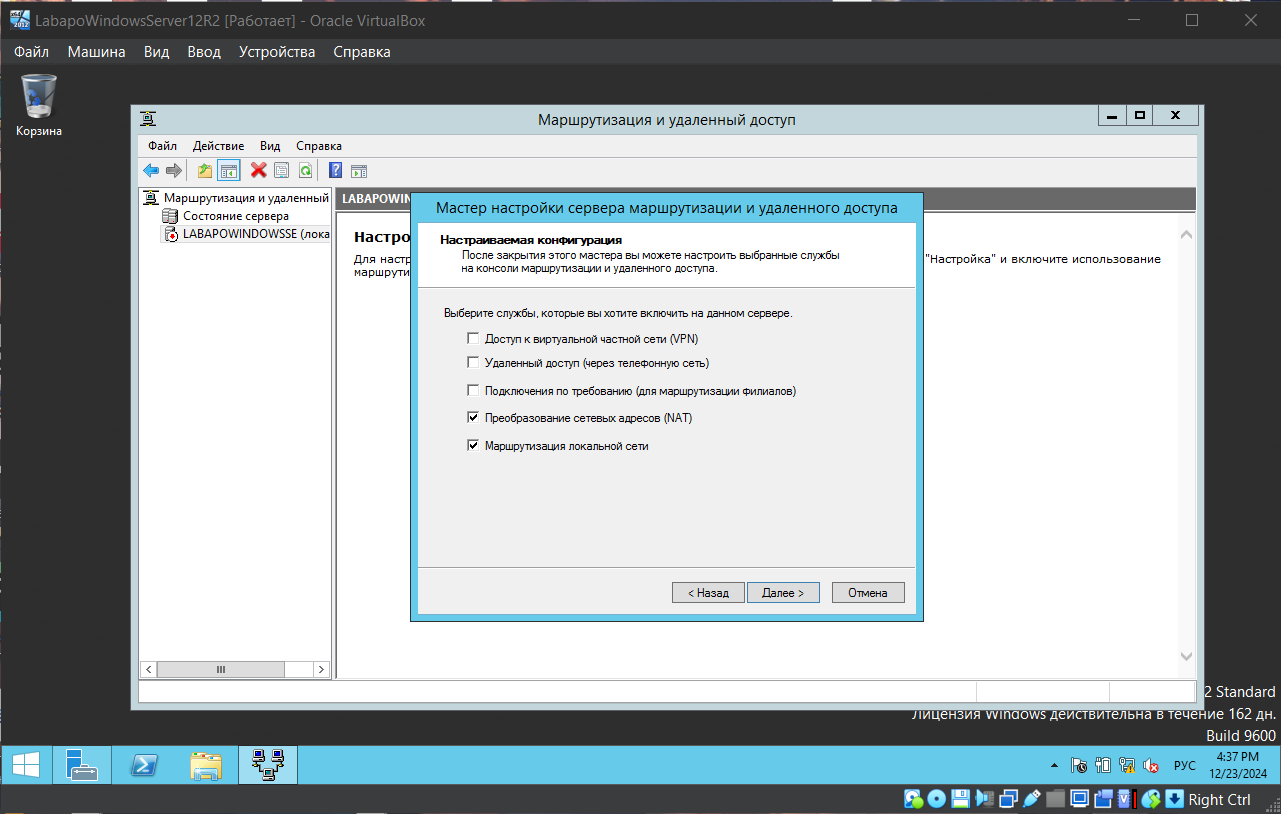 LabapoWindowsServer12R2 [Работает] - Oracle VirtualBox
Файл Машина Вид Ввод Устройства Справка
Корзина
Маршрутизация и удаленный доступ
Файл Действие Вид Справка
Маршрутизация и удаленный
Состояние сервера
LABAPOWINDOWSSE (лока
LABAPOWIN
Настро
Для настр
"Настройка" и включите использование
маршрути
Мастер настройки сервера маршрутизации и удаленного доступа
Настраиваемая конфигурация
После закрытия этого мастера вы можете настроить выбранные службы
на консоли маршрутизации и удаленного доступа.
Выберите службы, которые вы хотите включить на данном сервере.
Доступ к виртуальной частной сети (VPN)
Удаленный доступ (через телефонную сеть)
Подключения по требованию (для маршрутизации филиалов)
Преобразование сетевых адресов (NAT)
Маршрутизация локальной сети
< Назад Далее > Отмена
2 Standard
Лицензия Windows действительна в течение 162 дн.
Build 9600
РУС
4:37 PM
12/23/2024
Right Ctrl